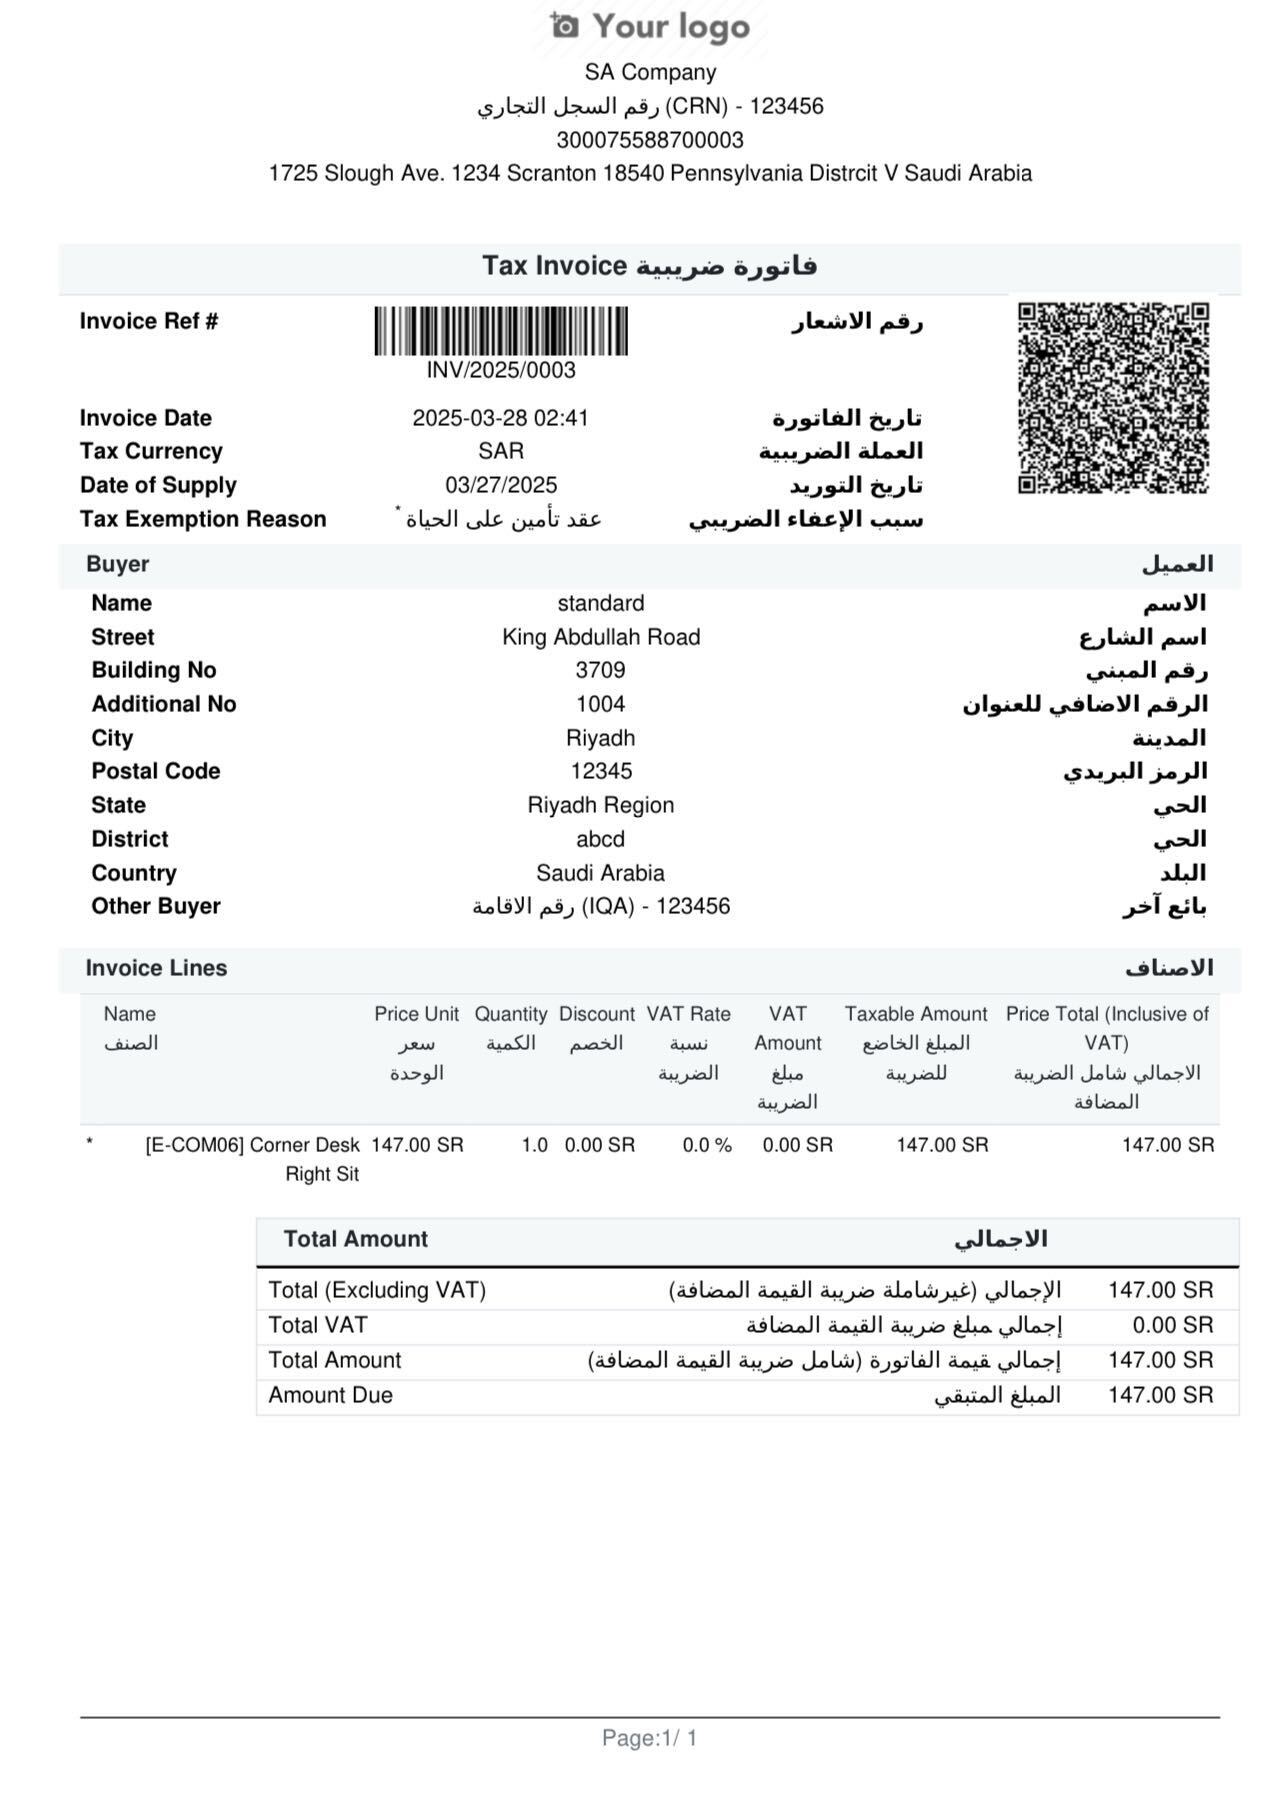 Your logo
SA Company
رقم السجل التجاري (CRN) - 123456
300075588700003
1725 Slough Ave. 1234 Scranton 18540 Pennsylvania Distrcit V Saudi Arabia
Tax Invoice فاتورة ضريبية
Invoice Ref # رقم الاشعار
INV/2025/0003
Invoice Date 2025-03-28 02:41 تاريخ الفاتورة
Tax Currency SAR العملة الضريبية
Date of Supply 03/27/2025 تاريخ التوريد
Tax Exemption Reason * عقد تأمين على الحياة سبب الإعفاء الضريبي
Buyer العميل
Name standard الاسم
Street King Abdullah Road اسم الشارع
Building No 3709 رقم المبني
Additional No 1004 الرقم الاضافي للعنوان
City Riyadh المدينة
Postal Code 12345 الرمز البريدي
State Riyadh Region الحي
District abcd الحي
Country Saudi Arabia البلد
Other Buyer رقم الاقامة (IQA) - 123456 بائع آخر
Invoice Lines الاصناف
Name Price Unit Quantity Discount VAT Rate VAT Taxable Amount Price Total (Inclusive of
الصنف سعر الكمية الخصم نسبة Amount المبلغ الخاضع VAT)
الوحدة الضريبة مبلغ للضريبة الاجمالي شامل الضريبة
الضريبة المضافة
* [E-COM06] Corner Desk 147.00 SR 1.0 0.00 SR 0.0 % 0.00 SR 147.00 SR 147.00 SR
Right Sit
Total Amount الاجمالي
Total (Excluding VAT) الإجمالي (غيرشاملة ضريبة القيمة المضافة) 147.00 SR
Total VAT إجمالي مبلغ ضريبة القيمة المضافة 0.00 SR
Total Amount إجمالي قيمة الفاتورة (شامل ضريبة القيمة المضافة) 147.00 SR
Amount Due المبلغ المتبقي 147.00 SR
Page:1/ 1